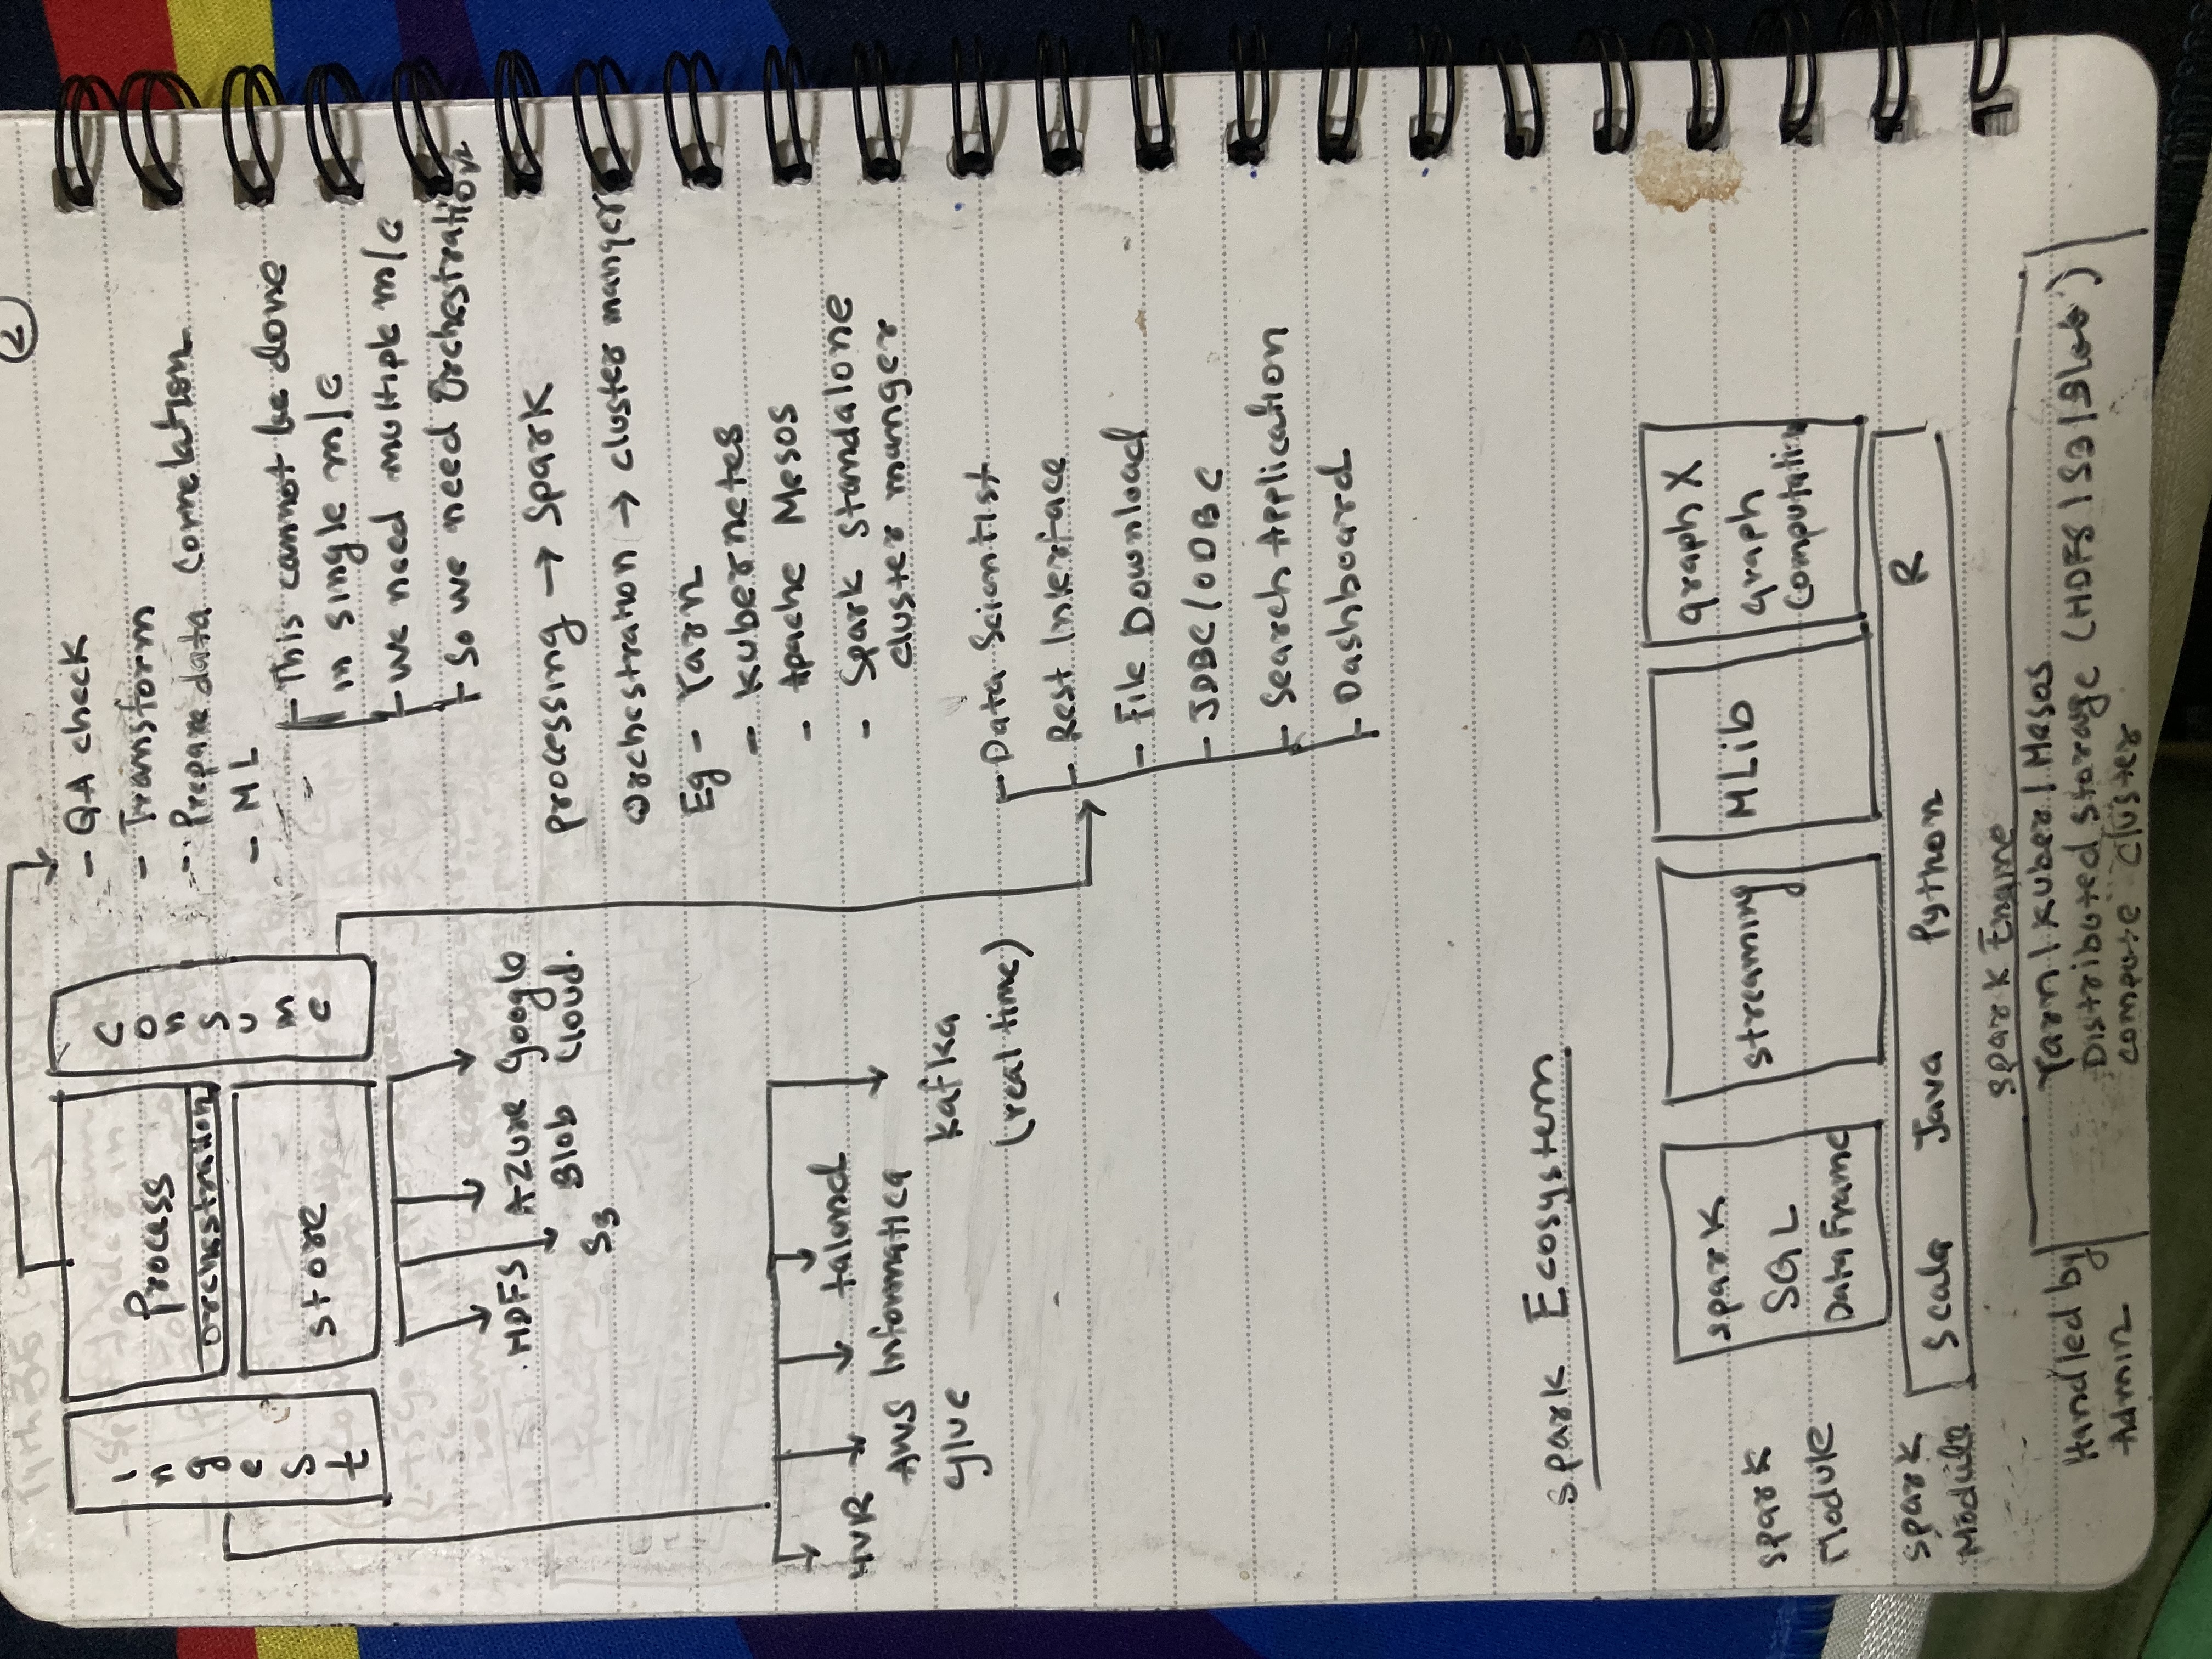 2
Ingest
Process
orchestration
store
Consume
- QA check
- Transform
- Prepare data correlation
- ML
- This cannot be done
in single m/c
- We need multiple m/c
- So we need Orchestration
HDFS
S3
Azure
Blob
Google
Cloud.
processing → Spark
Orchestration → cluster manger
Eg - Yarn
- Kubernetes
- Apache Mesos
- Spark standalone
cluster manger
HVR
AWS
Glue
Informatica
talend
kafka
(real time)
- Data Scientist
- Rest Interface
- File Download
- JDBC/ODBC
- Search Application
- Dashboard
Spark Ecosystem
Spark
Module
Spark
SQL
Data Frame
Streaming
MLib
graph X
graph
Computation
Spark
Module
Scala Java Python R
Spark Engine
Handled by
Admin
Yarn | Kuber | Mesos
Distributed storage (HDFS | S3 | Blob)
compute cluster